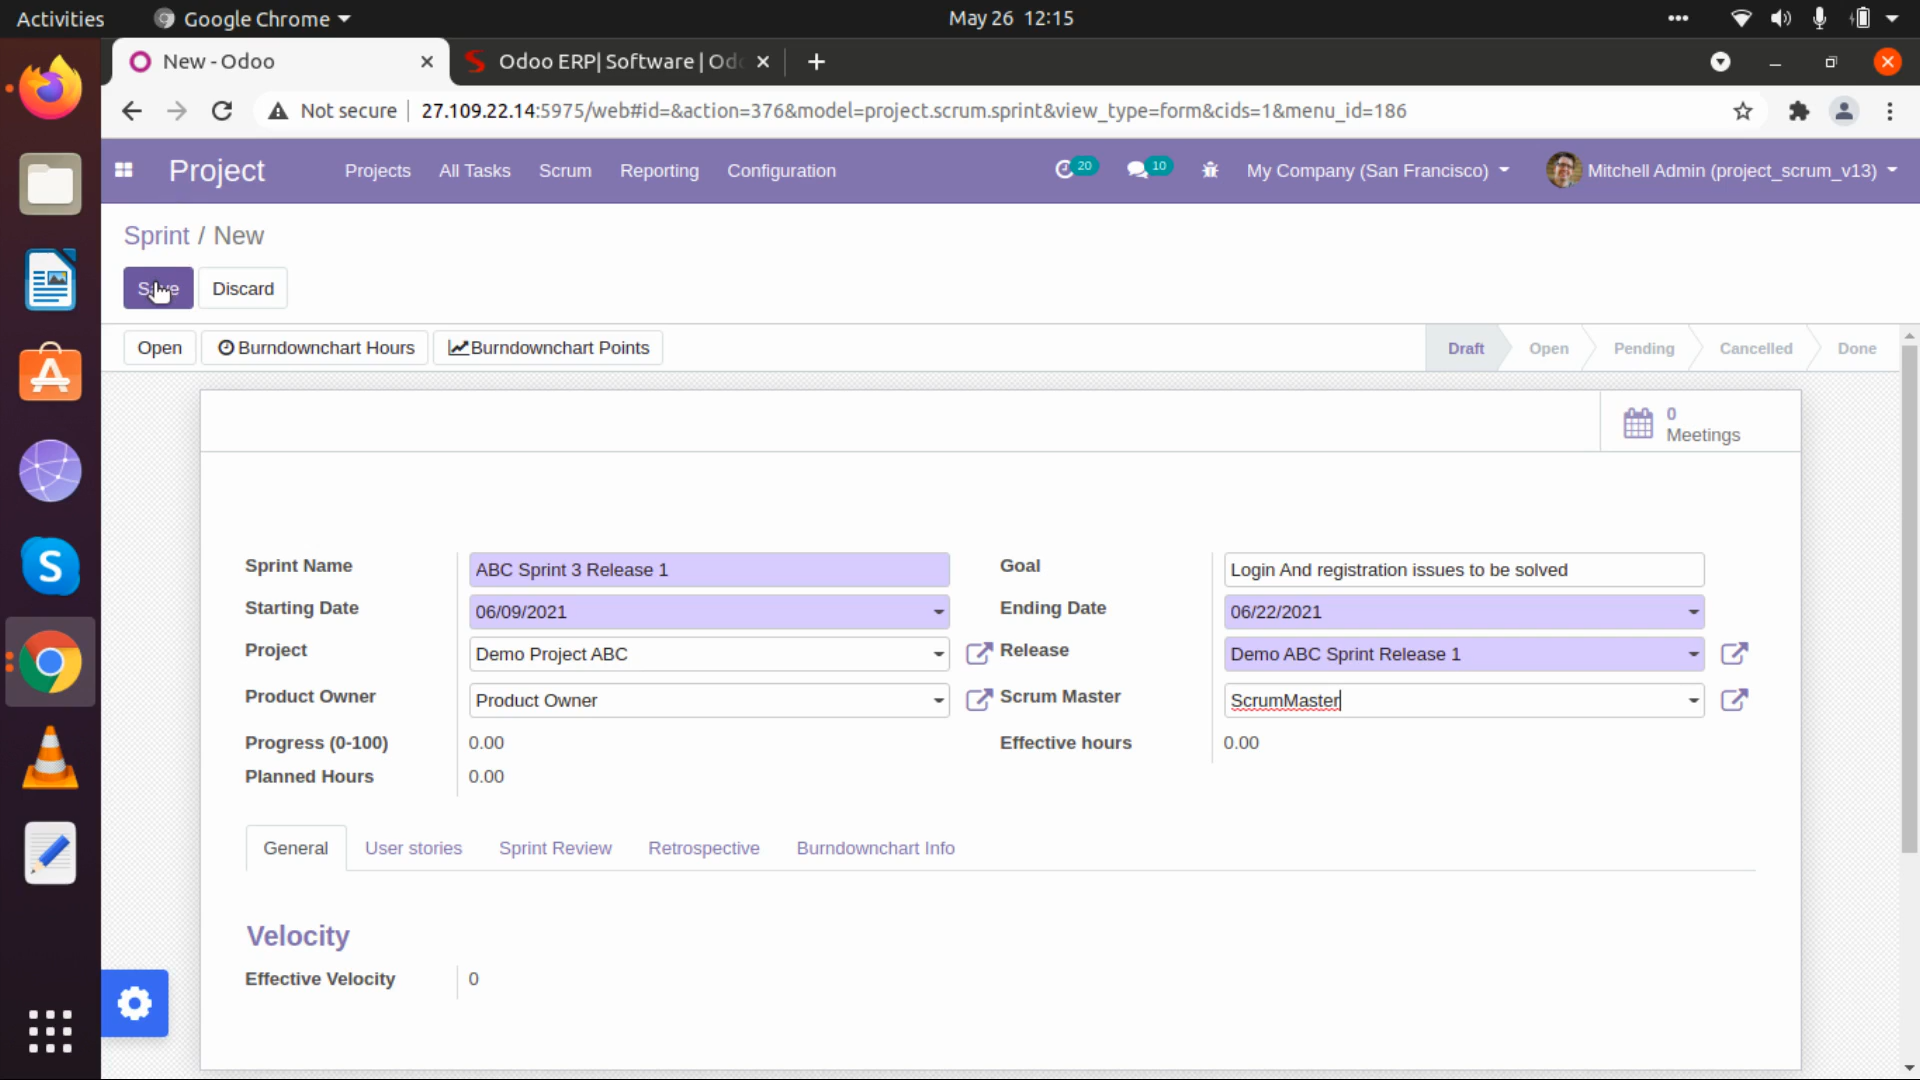 Activities Google Chrome May 26 12:15
New - Odoo Odoo ERP| Software | Od
Not secure 27.109.22.14:5975/web#id=&action=376&model=project.scrum.sprint&view_type=form&cids=1&menu_id=186
Project Projects All Tasks Scrum Reporting Configuration 20 10 My Company (San Francisco) Mitchell Admin (project_scrum_v13)
Sprint / New
Save Discard
Open Burndownchart Hours Burndownchart Points Draft Open Pending Cancelled Done
0
Meetings
Sprint Name ABC Sprint 3 Release 1 Goal Login And registration issues to be solved
Starting Date 06/09/2021 Ending Date 06/22/2021
Project Demo Project ABC Release Demo ABC Sprint Release 1
Product Owner Product Owner Scrum Master ScrumMaster
Progress (0-100) 0.00 Effective hours 0.00
Planned Hours 0.00
General User stories Sprint Review Retrospective Burndownchart Info
Velocity
Effective Velocity 0